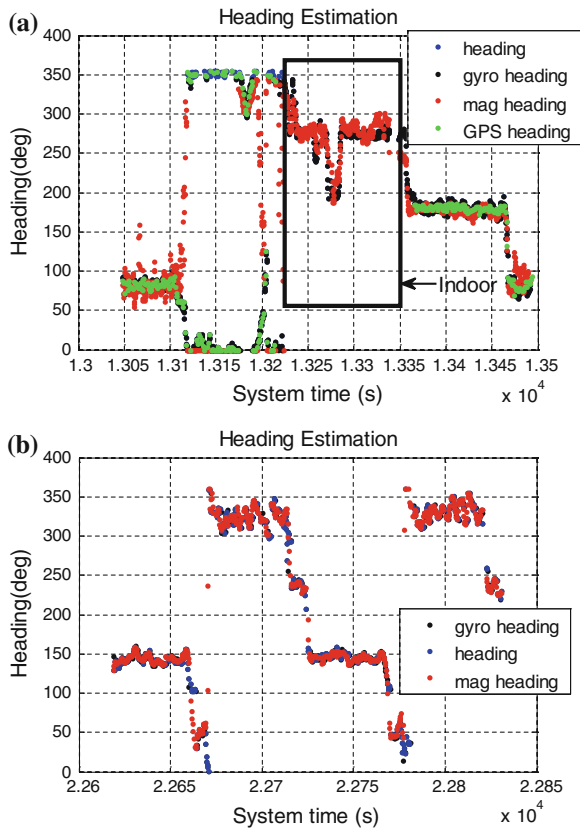 (a)
Heading Estimation
400
350
300
250
200
150
100
50
0
Heading(deg)
heading
gyro heading
mag heading
GPS heading
Indoor
1.3 1.305 1.31 1.315 1.32 1.325 1.33 1.335 1.34 1.345 1.35
System time (s)
x 10^4
(b)
Heading Estimation
400
350
300
250
200
150
100
50
0
Heading(deg)
gyro heading
heading
mag heading
2.26 2.265 2.27 2.275 2.28 2.285
System time (s)
x 10^4